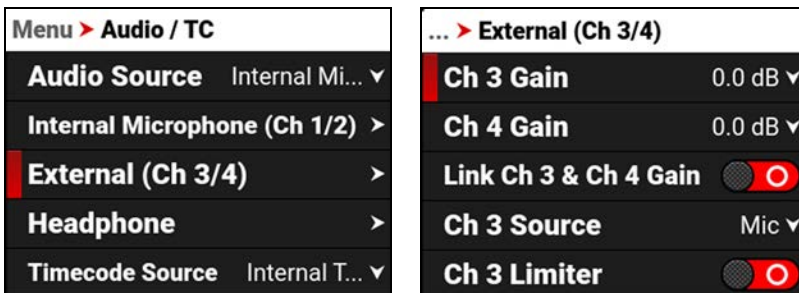 Menu > Audio / TC
Audio Source Internal Mi...
Internal Microphone (Ch 1/2) >
External (Ch 3/4) >
Headphone >
Timecode Source Internal T...
... > External (Ch 3/4)
Ch 3 Gain 0.0 dB
Ch 4 Gain 0.0 dB
Link Ch 3 & Ch 4 Gain
Ch 3 Source Mic
Ch 3 Limiter